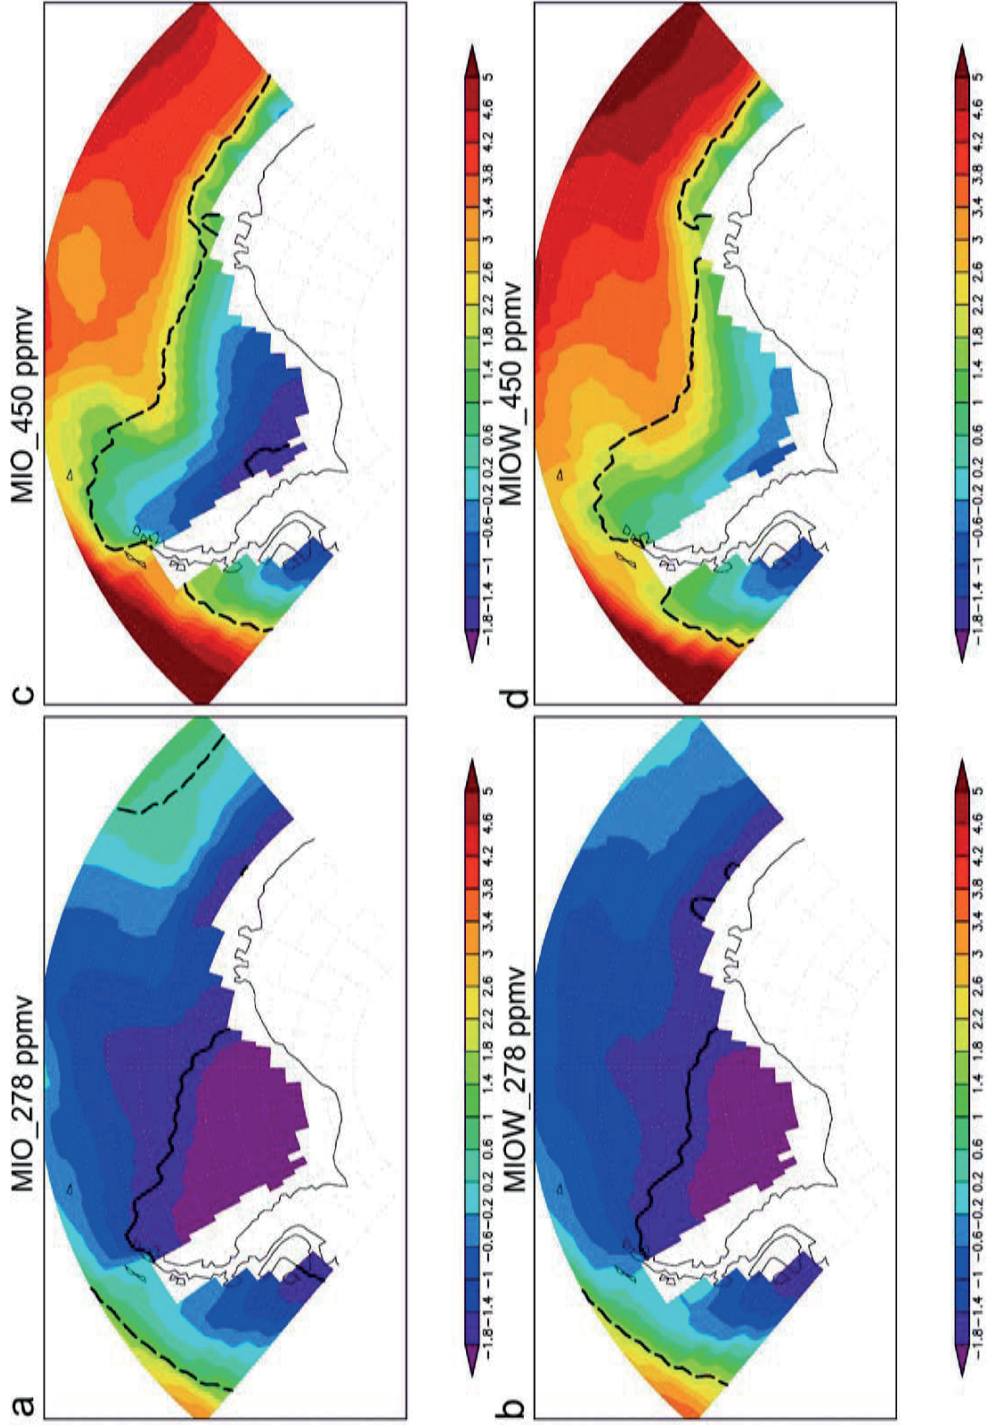 a
MIO_278 ppmv
−1.8−1.4 −1 −0.6−0.2 0.2 0.6 1 1.4 1.8 2.2 2.6 3 3.4 3.8 4.2 4.6 5
c
MIO_450 ppmv
−1.8−1.4 −1 −0.6−0.2 0.2 0.6 1 1.4 1.8 2.2 2.6 3 3.4 3.8 4.2 4.6 5
b
MIOW_278 ppmv
−1.8−1.4 −1 −0.6−0.2 0.2 0.6 1 1.4 1.8 2.2 2.6 3 3.4 3.8 4.2 4.6 5
d
MIOW_450 ppmv
−1.8−1.4 −1 −0.6−0.2 0.2 0.6 1 1.4 1.8 2.2 2.6 3 3.4 3.8 4.2 4.6 5